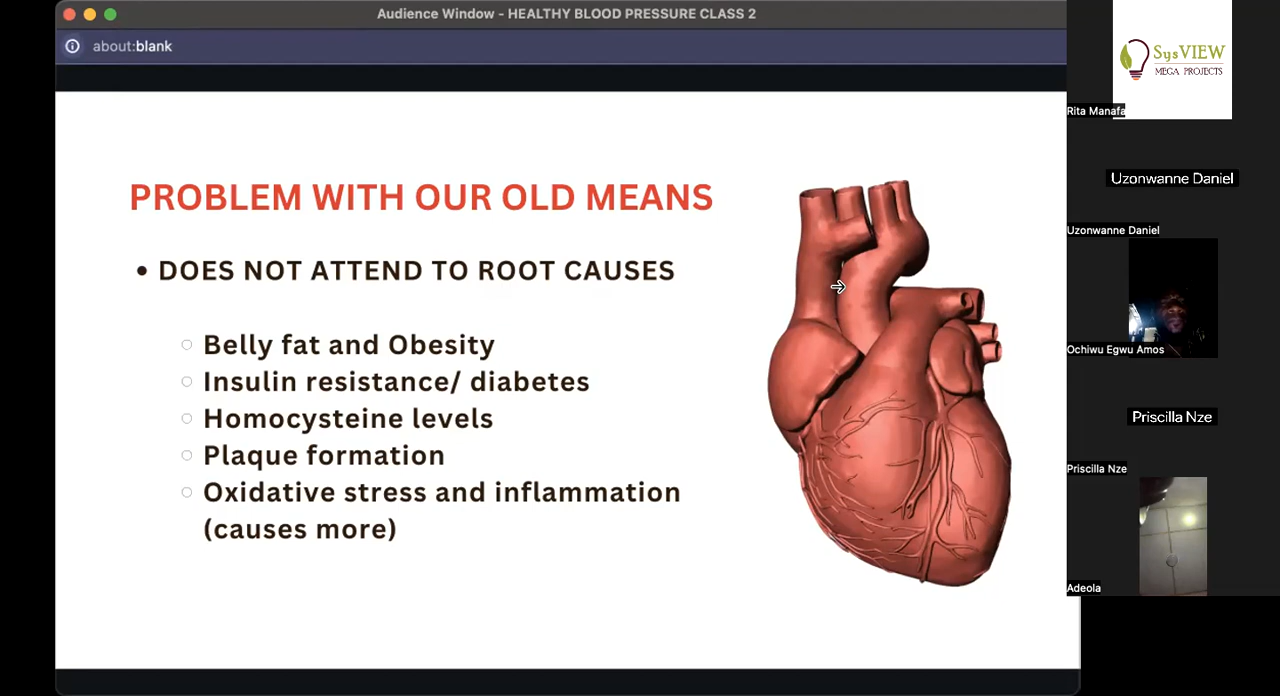 Audience Window - HEALTHY BLOOD PRESSURE CLASS 2
about:blank
PROBLEM WITH OUR OLD MEANS
• DOES NOT ATTEND TO ROOT CAUSES
○ Belly fat and Obesity
○ Insulin resistance/ diabetes
○ Homocysteine levels
○ Plaque formation
○ Oxidative stress and inflammation
(causes more)
SysVIEW
MEGA PROJECTS
Rita Manafa
Uzonwanne Daniel
Uzonwanne Daniel
Ochiwu Egwu Amos
Priscilla Nze
Priscilla Nze
Adeola